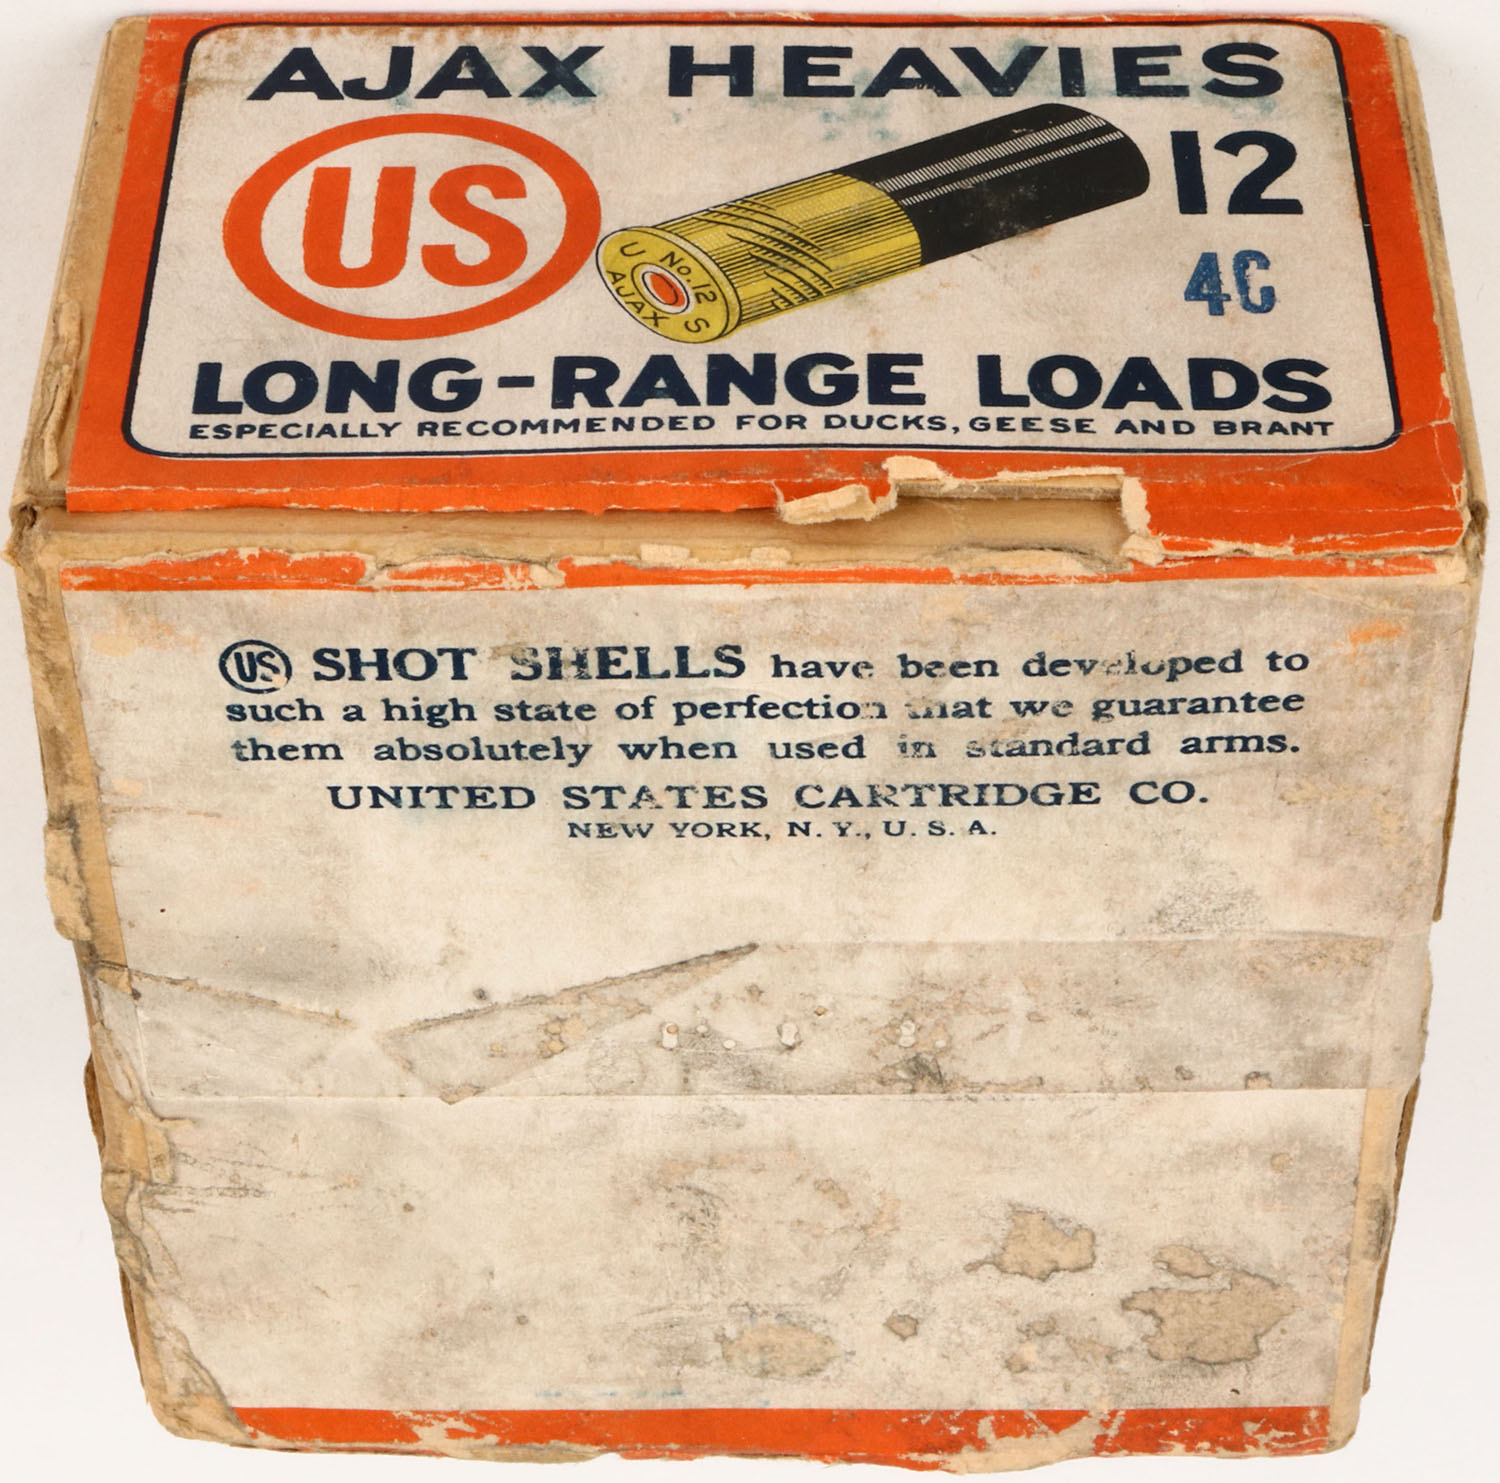 AJAX HEAVIES
US
12
4C
U No.12 S AJAX
LONG-RANGE LOADS
ESPECIALLY RECOMMENDED FOR DUCKS, GEESE AND BRANT
US SHOT SHELLS have been developed to
such a high state of perfection that we guarantee
them absolutely when used in standard arms.
UNITED STATES CARTRIDGE CO.
NEW YORK, N. Y., U. S. A.